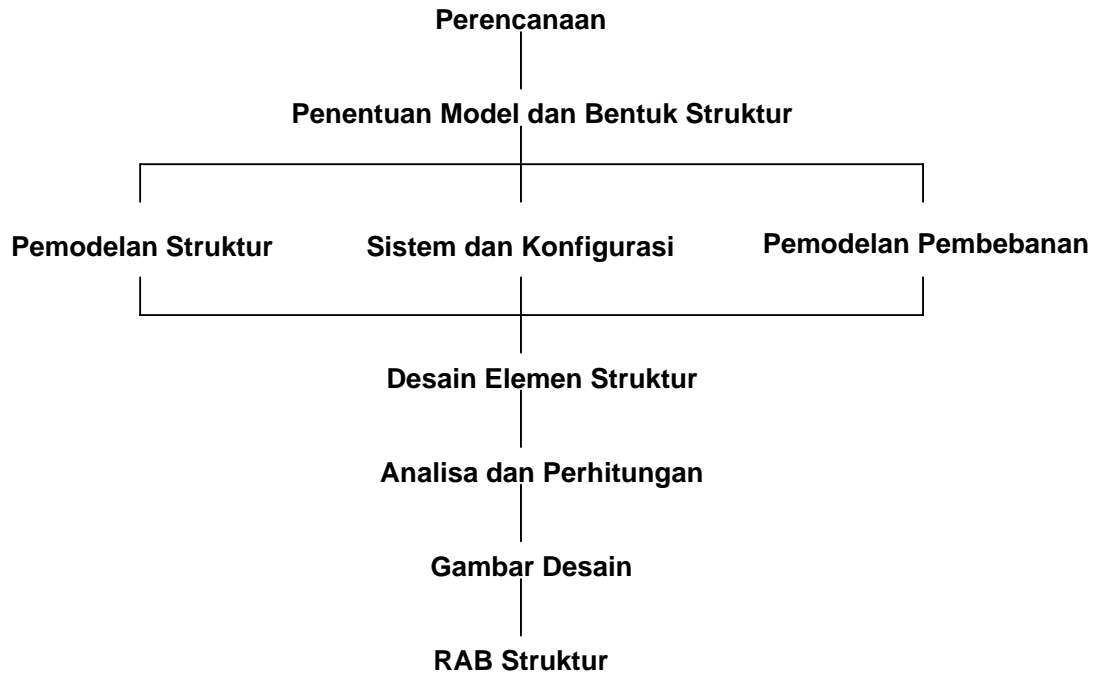 Perencanaan
Penentuan Model dan Bentuk Struktur
Pemodelan Struktur
Sistem dan Konfigurasi
Pemodelan Pembebanan
Desain Elemen Struktur
Analisa dan Perhitungan
Gambar Desain
RAB Struktur